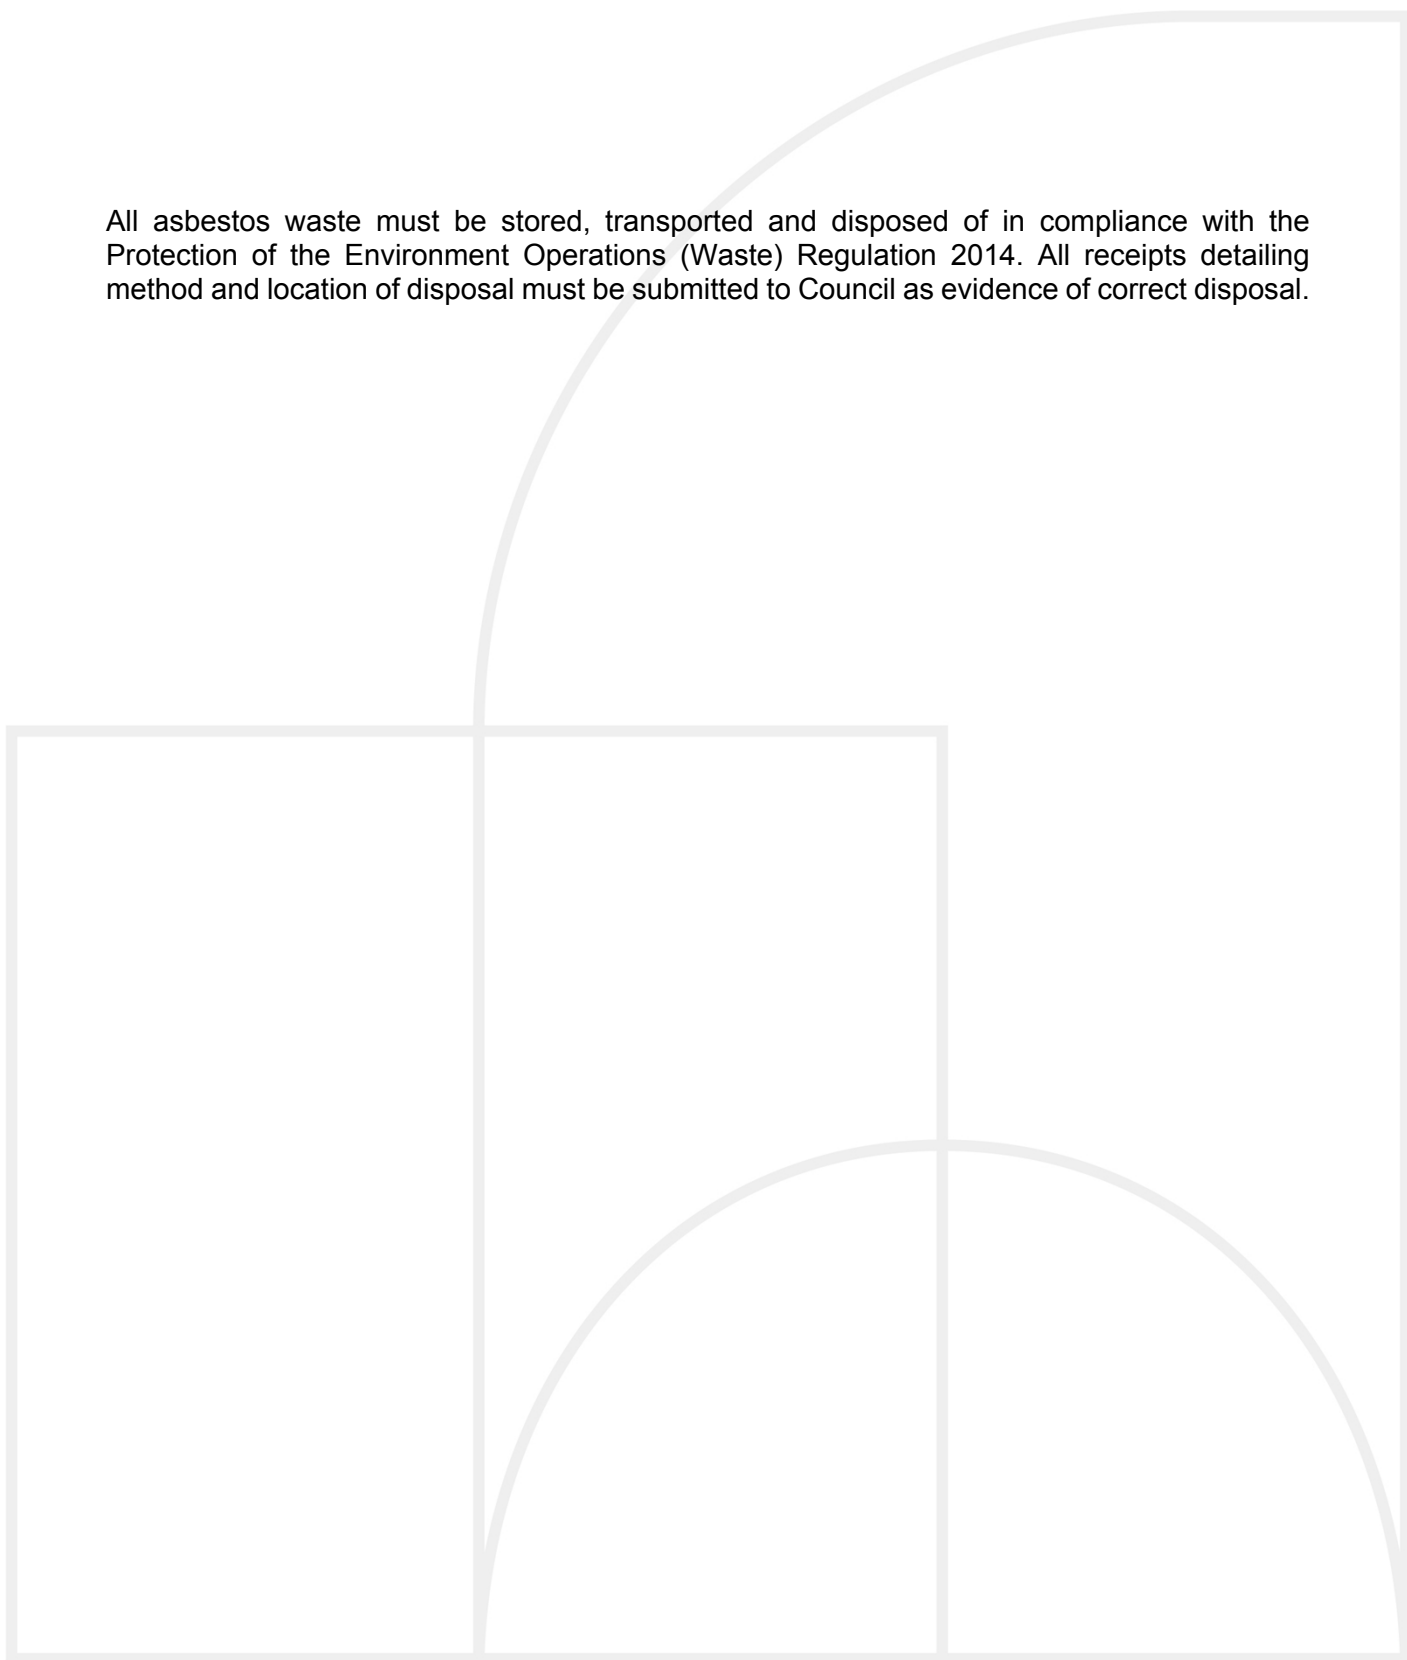 All asbestos waste must be stored, transported and disposed of in compliance with the
Protection of the Environment Operations (Waste) Regulation 2014. All receipts detailing
method and location of disposal must be submitted to Council as evidence of correct disposal.